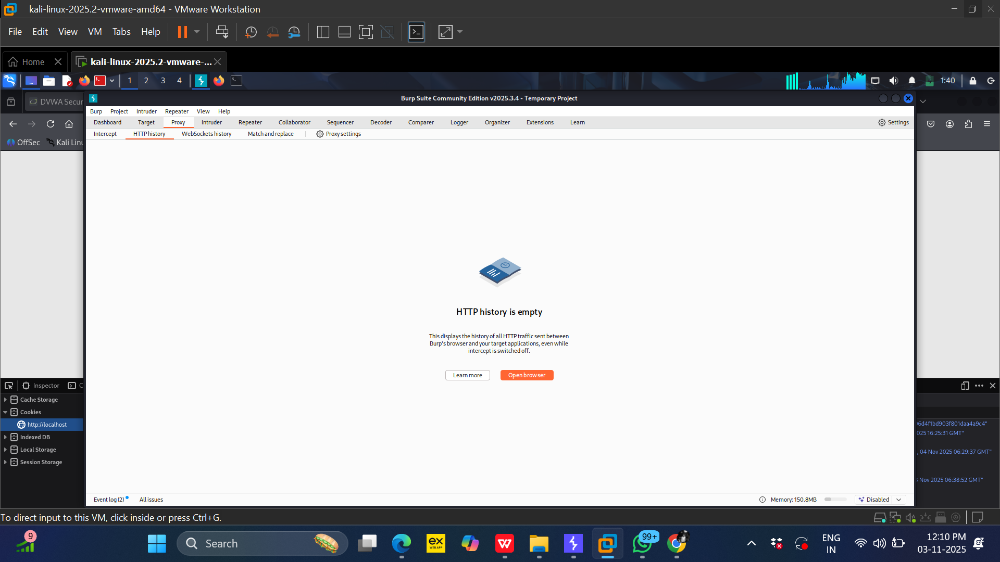 kali-linux-2025.2-vmware-amd64 - VMware Workstation
File Edit View VM Tabs Help
Home
kali-linux-2025.2-vmware-...
1 2 3 4
1:40
DVWA Secur
Burp Suite Community Edition v2025.3.4 - Temporary Project
Burp Project Intruder Repeater View Help
Dashboard Target Proxy Intruder Repeater Collaborator Sequencer Decoder Comparer Logger Organizer Extensions Learn Settings
Intercept HTTP history WebSockets history Match and replace Proxy settings
OffSec Kali Linu
HTTP history is empty
This displays the history of all HTTP traffic sent between
Burp's browser and your target applications, even while
intercept is switched off.
Learn more Open browser
Inspector C
Cache Storage
Cookies
http://localhost
Indexed DB
Local Storage
Session Storage
06d4f1bd903f801daa4a9c4"
025 16:25:31 GMT"
, 04 Nov 2025 06:29:37 GMT"
Nov 2025 06:38:52 GMT"
Event log (2) All issues
Memory: 150.8MB Disabled
To direct input to this VM, click inside or press Ctrl+G.
9
Search
ex
WEB APP
99+
ENG
IN
12:10 PM
03-11-2025